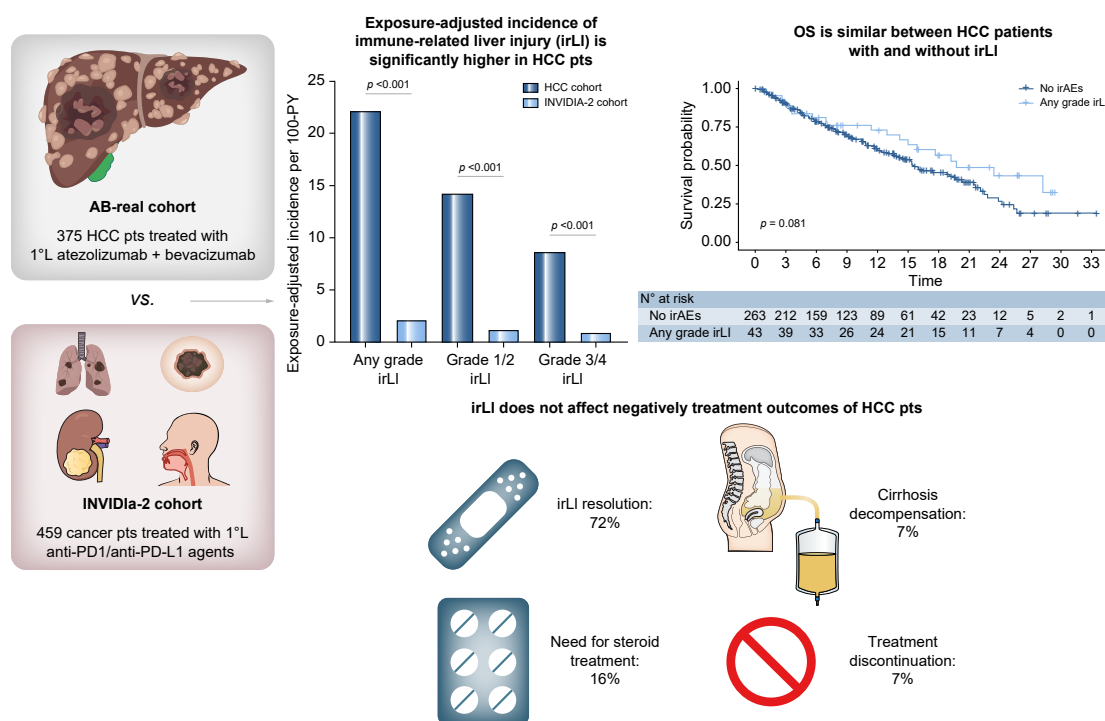 AB-real cohort
375 HCC pts treated with
1°L atezolizumab + bevacizumab
vs.
INVIDIa-2 cohort
459 cancer pts treated with 1°L
anti-PD1/anti-PD-L1 agents
Exposure-adjusted incidence of
immune-related liver injury (irLI) is
significantly higher in HCC pts
Exposure-adjusted incidence per 100-PY
25
20
15
10
5
0
p <0.001
p <0.001
p <0.001
HCC cohort
INVIDIA-2 cohort
Any grade
irLI
Grade 1/2
irLI
Grade 3/4
irLI
OS is similar between HCC patients
with and without irLI
Survival probability
1.00
0.75
0.50
0.25
0.00
No irAEs
Any grade irL
p = 0.081
0 3 6 9 12 15 18 21 24 27 30 33
Time
N° at risk
No irAEs 263 212 159 123 89 61 42 23 12 5 2 1
Any grade irLI 43 39 33 26 24 21 15 11 7 4 0 0
irLI does not affect negatively treatment outcomes of HCC pts
irLI resolution:
72%
Cirrhosis
decompensation:
7%
Need for steroid
treatment:
16%
Treatment
discontinuation:
7%